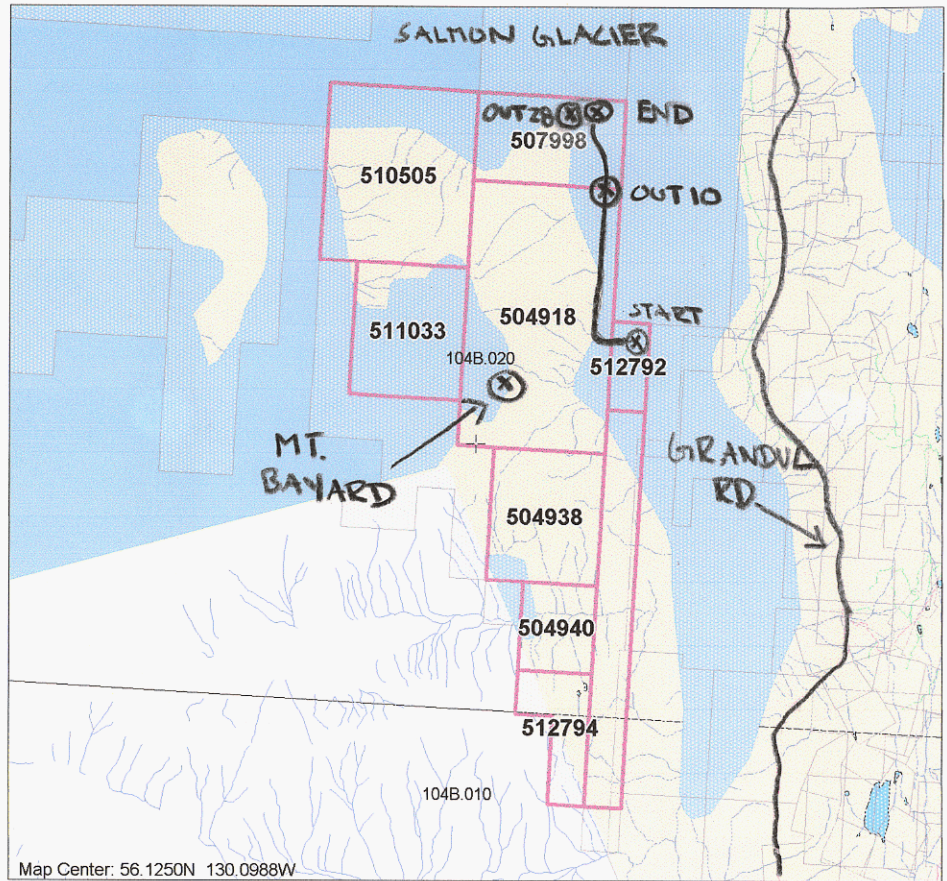 SALMON GLACIER
OUT28
END
507998
510505
OUT10
START
504918
511033
104B.020
512792
MT.
BAYARD
GRANDUC
RD
504938
504940
512794
104B.010
Map Center: 56.1250N 130.0988W